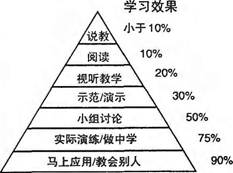 学习效果
说教 小于10%
阅读 10%
视听教学 20%
示范/演示 30%
小组讨论 50%
实际演练/做中学 75%
马上应用/教会别人 90%